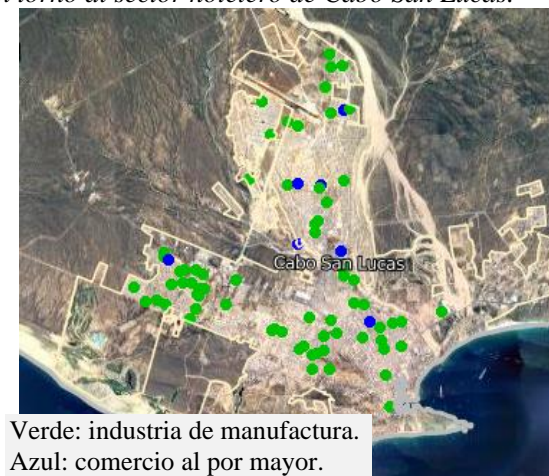 torno al sector hotelero de Cabo San Lucas.
Cabo San Lucas
Verde: industria de manufactura.
Azul: comercio al por mayor.